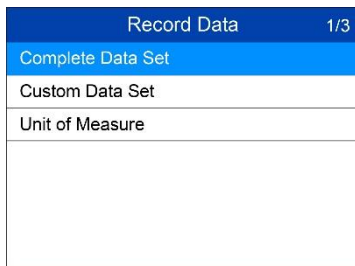 Record Data 1/3
Complete Data Set
Custom Data Set
Unit of Measure